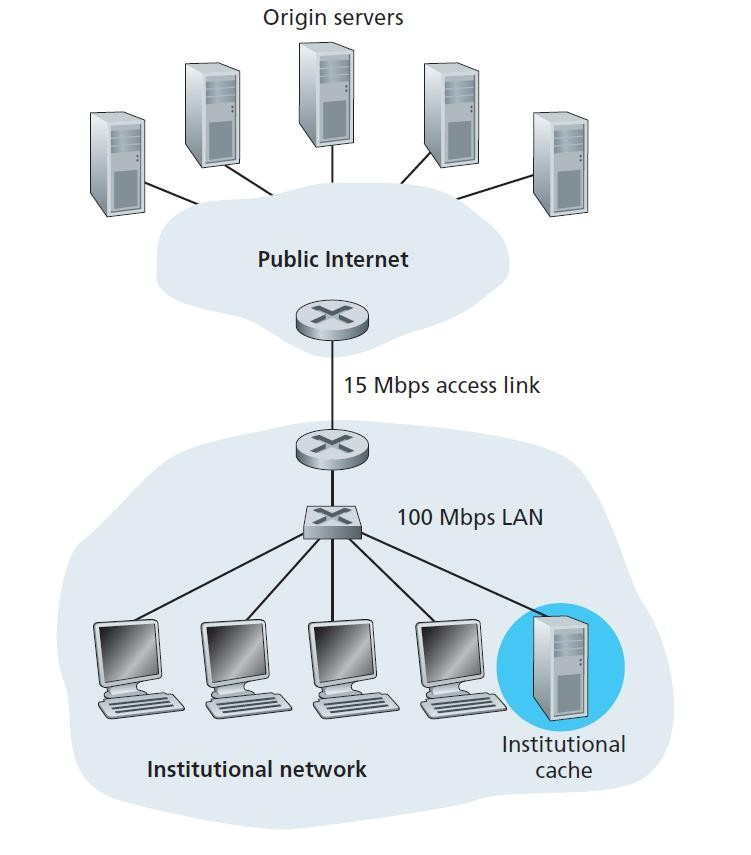 Origin servers
Public Internet
15 Mbps access link
100 Mbps LAN
Institutional
cache
Institutional network